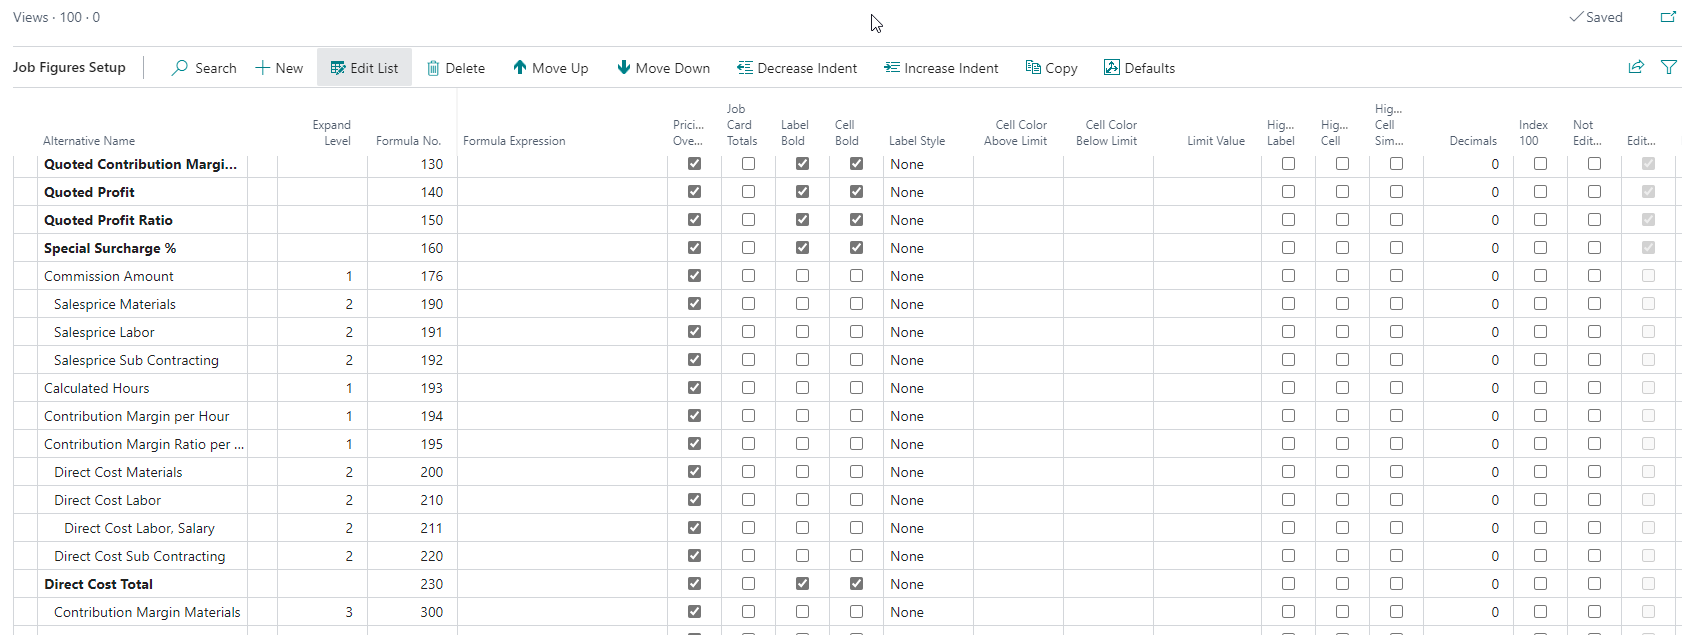 Views · 100 · 0
Saved
Job Figures Setup Search New Edit List Delete Move Up Move Down Decrease Indent Increase Indent Copy Defaults
Alternative Name Expand Level Formula No. Formula Expression Prici... Ove... Job Card Totals Label Bold Cell Bold Label Style Cell Color Above Limit Cell Color Below Limit Limit Value Hig... Label Hig... Cell Hig... Cell Sim... Decimals Index 100 Not Edit... Edit...
Quoted Contribution Margi... 130 None 0
Quoted Profit 140 None 0
Quoted Profit Ratio 150 None 0
Special Surcharge % 160 None 0
Commission Amount 1 176 None 0
Salesprice Materials 2 190 None 0
Salesprice Labor 2 191 None 0
Salesprice Sub Contracting 2 192 None 0
Calculated Hours 1 193 None 0
Contribution Margin per Hour 1 194 None 0
Contribution Margin Ratio per ... 1 195 None 0
Direct Cost Materials 2 200 None 0
Direct Cost Labor 2 210 None 0
Direct Cost Labor, Salary 2 211 None 0
Direct Cost Sub Contracting 2 220 None 0
Direct Cost Total 230 None 0
Contribution Margin Materials 3 300 None 0